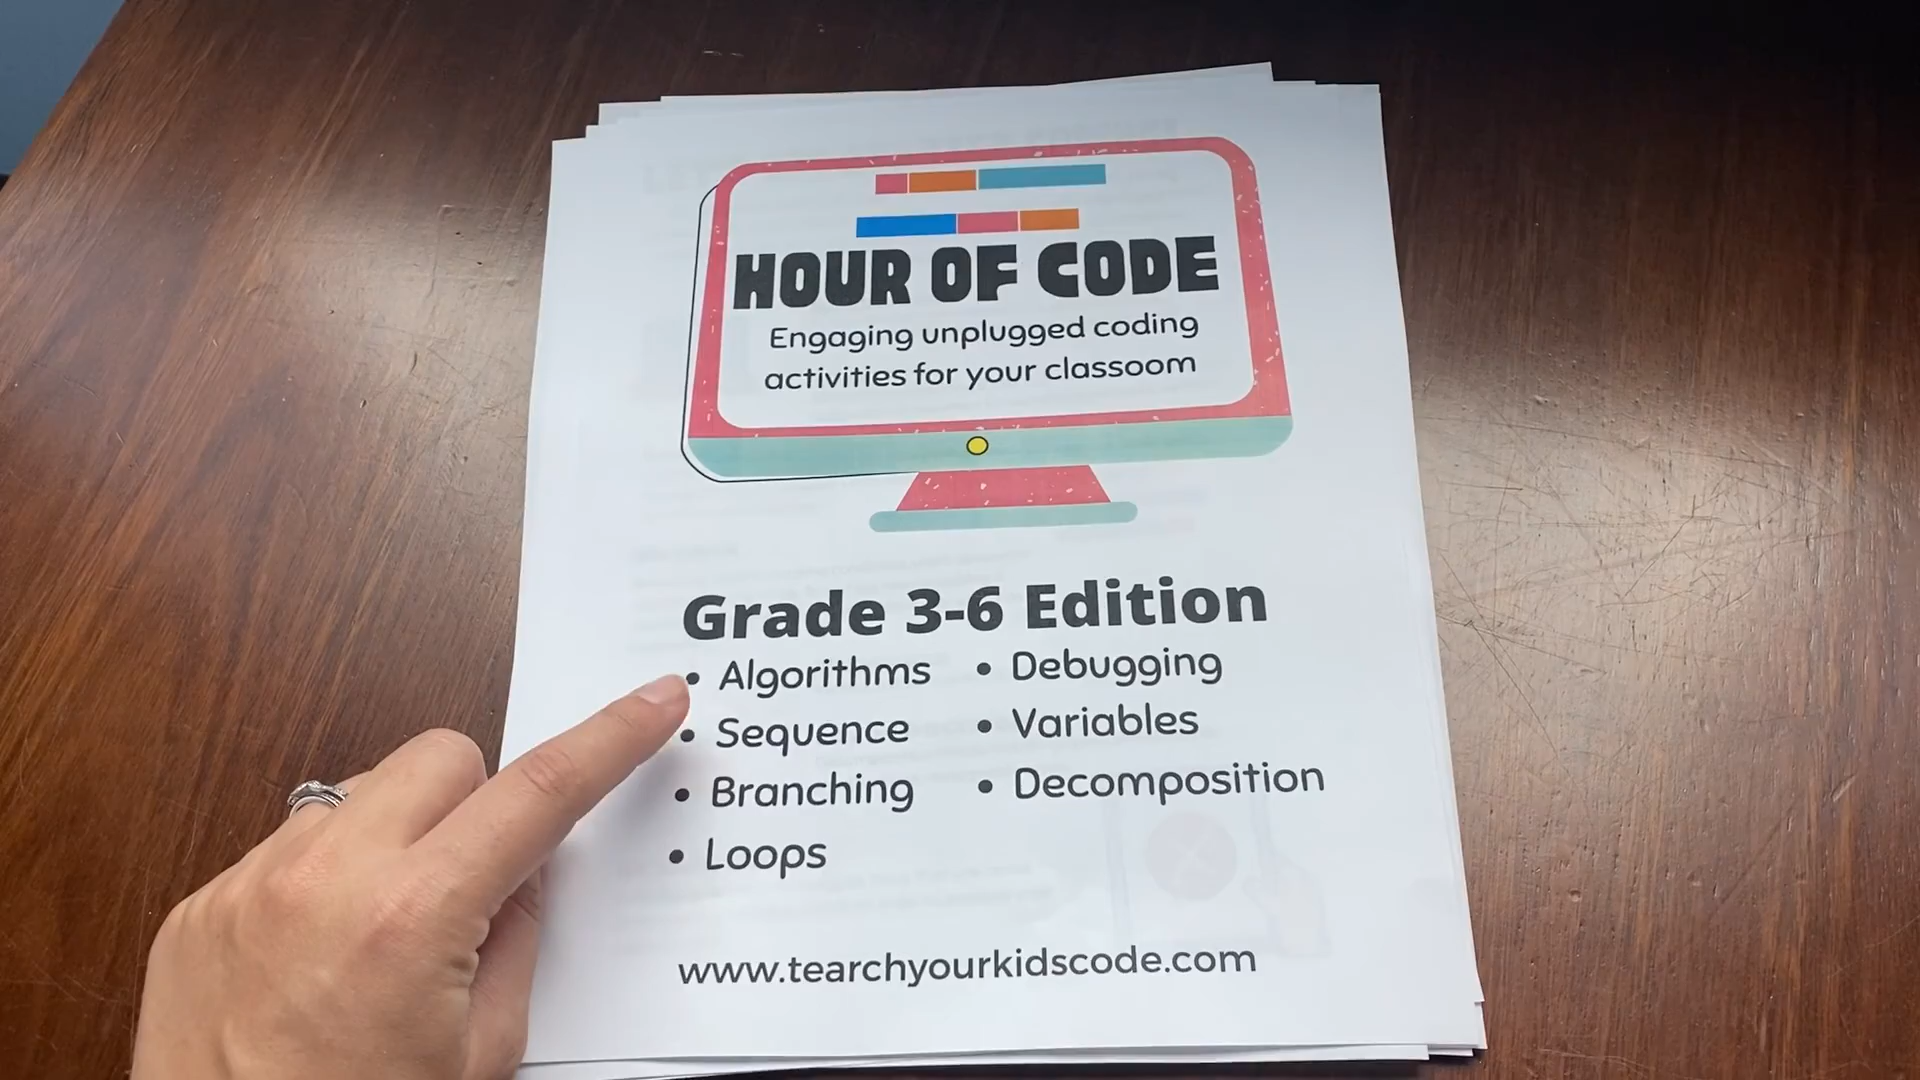 HOUR OF CODE
Engaging unplugged coding
activities for your classoom
Grade 3-6 Edition
• Algorithms
• Sequence
• Branching
• Loops
• Debugging
• Variables
• Decomposition
www.tearchyourkidscode.com